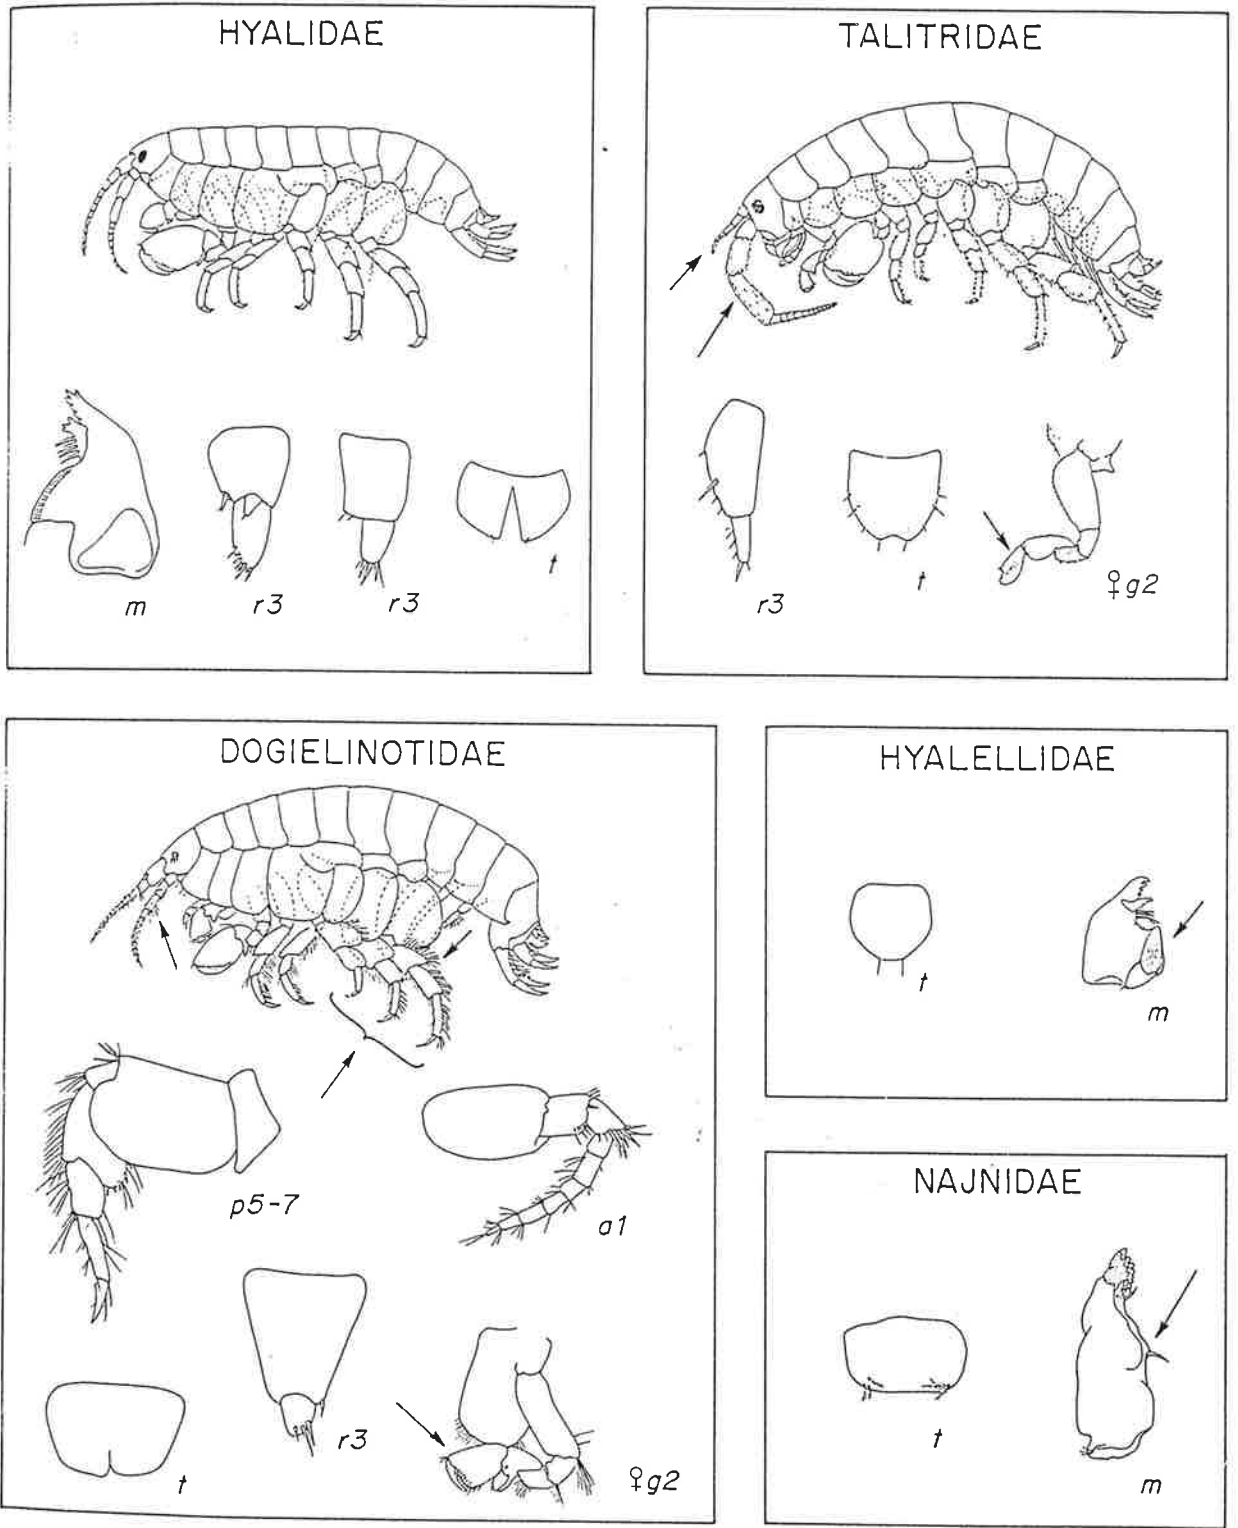 HYALIDAE
m
r3
r3
t
TALITRIDAE
r3
t
♀g2
DOGIELINOTIDAE
p5-7
a1
t
r3
♀g2
HYALELLIDAE
t
m
NAJNIDAE
t
m